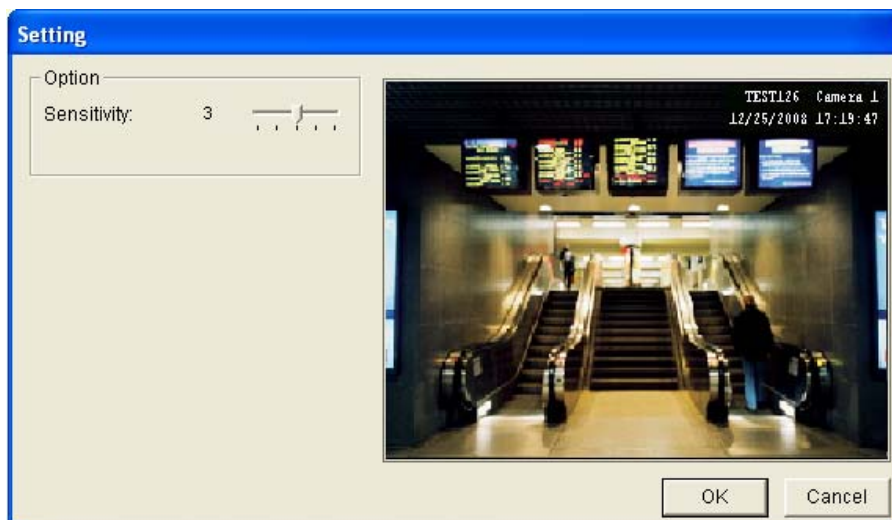 Setting
Option
Sensitivity: 3
TEST126 Camera 1
12/25/2008 17:19:47
OK Cancel